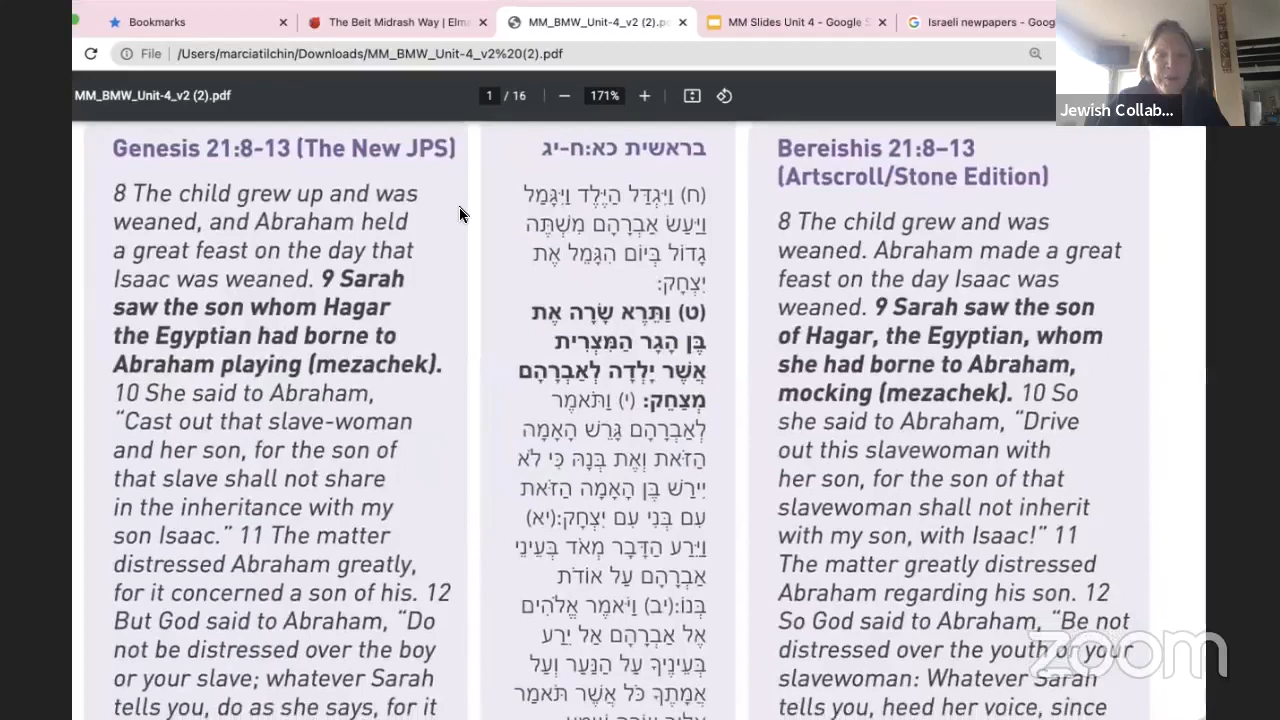 Bookmarks
The Beit Midrash Way | Elm
MM_BMW_Unit-4_v2 (2).p
MM Slides Unit 4 - Google S
Israeli newpapers - Goog
File
/Users/marciatilchin/Downloads/MM_BMW_Unit-4_v2%20(2).pdf
MM_BMW_Unit-4_v2 (2).pdf
1 / 16
171%
Jewish Collab...
Genesis 21:8-13 (The New JPS)
8 The child grew up and was
weaned, and Abraham held
a great feast on the day that
Isaac was weaned. 9 Sarah
saw the son whom Hagar
the Egyptian had borne to
Abraham playing (mezachek).
10 She said to Abraham,
“Cast out that slave-woman
and her son, for the son of
that slave shall not share
in the inheritance with my
son Isaac.” 11 The matter
distressed Abraham greatly,
for it concerned a son of his. 12
But God said to Abraham, “Do
not be distressed over the boy
or your slave; whatever Sarah
tells you, do as she says, for it
בראשית כא:ח-יג
(ח) וַיִּגְדַּל הַיֶּלֶד וַיִּגָּמַל
וַיַּעַשׂ אַבְרָהָם מִשְׁתֶּה
גָדוֹל בְּיוֹם הִגָּמֵל אֶת
יִצְחָק:
(ט) וַתֵּרֶא שָׂרָה אֶת
בֶּן הָגָר הַמִּצְרִית
אֲשֶׁר יָלְדָה לְאַבְרָהָם
מְצַחֵק: (י) וַתֹּאמֶר
לְאַבְרָהָם גָּרֵשׁ הָאָמָה
הַזֹּאת וְאֶת בְּנָהּ כִּי לֹא
יִירַשׁ בֶּן הָאָמָה הַזֹּאת
עִם בְּנִי עִם יִצְחָק:(יא)
וַיֵּרַע הַדָּבָר מְאֹד בְּעֵינֵי
אַבְרָהָם עַל אוֹדֹת
בְּנוֹ:(יב) וַיֹּאמֶר אֱלֹהִים
אֶל אַבְרָהָם אַל יֵרַע
בְּעֵינֶיךָ עַל הַנַּעַר וְעַל
אֲמָתֶךָ כֹּל אֲשֶׁר תֹּאמַר
Bereishis 21:8–13
(Artscroll/Stone Edition)
8 The child grew and was
weaned. Abraham made a great
feast on the day Isaac was
weaned. 9 Sarah saw the son
of Hagar, the Egyptian, whom
she had borne to Abraham,
mocking (mezachek). 10 So
she said to Abraham, “Drive
out this slavewoman with
her son, for the son of that
slavewoman shall not inherit
with my son, with Isaac!” 11
The matter greatly distressed
Abraham regarding his son. 12
So God said to Abraham, “Be not
distressed over the youth or your
slavewoman: Whatever Sarah
tells you, heed her voice, since
zoom